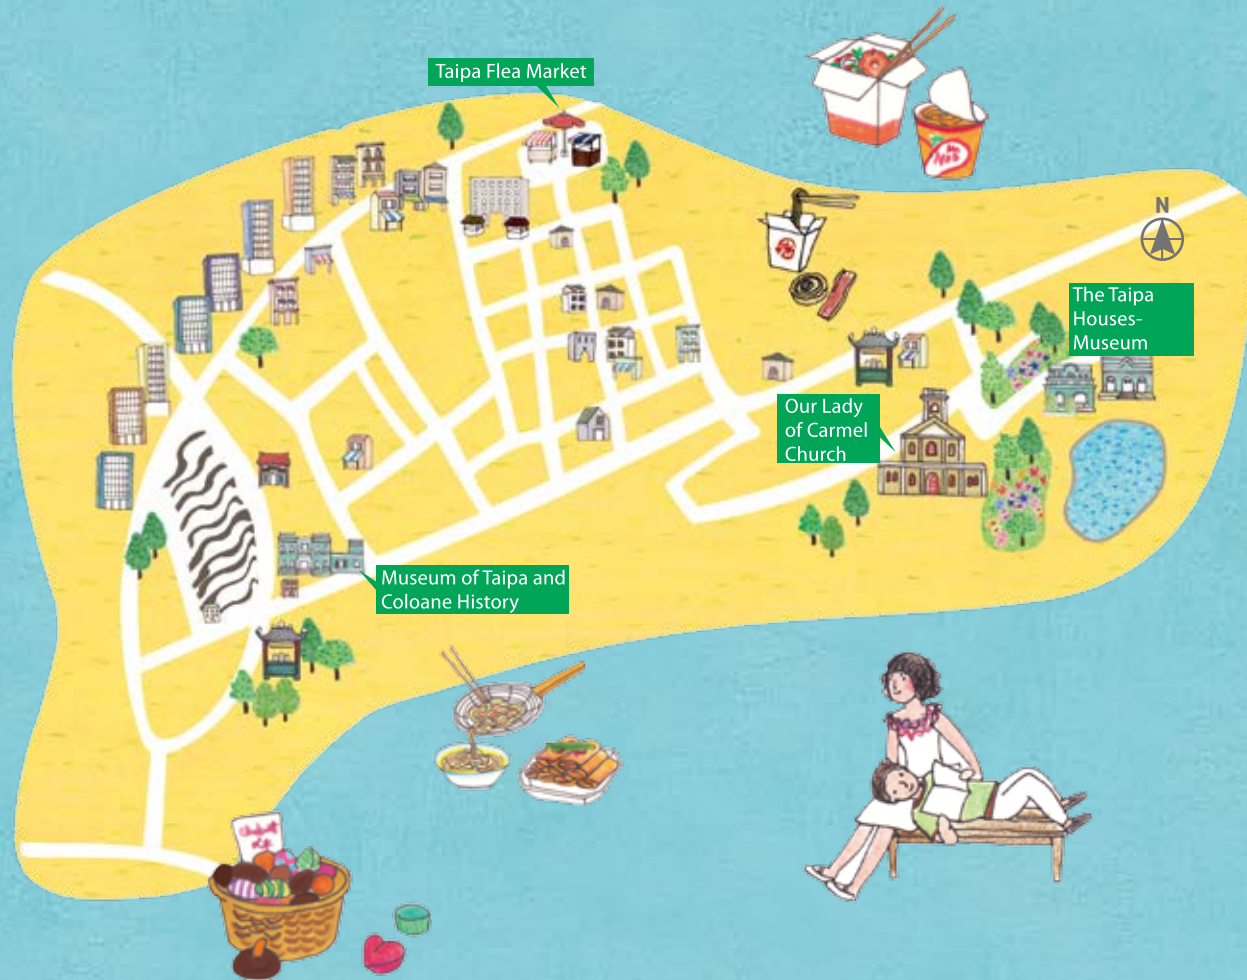 Taipa Flea Market
N
The Taipa
Houses-
Museum
Our Lady
of Carmel
Church
Museum of Taipa and
Coloane History